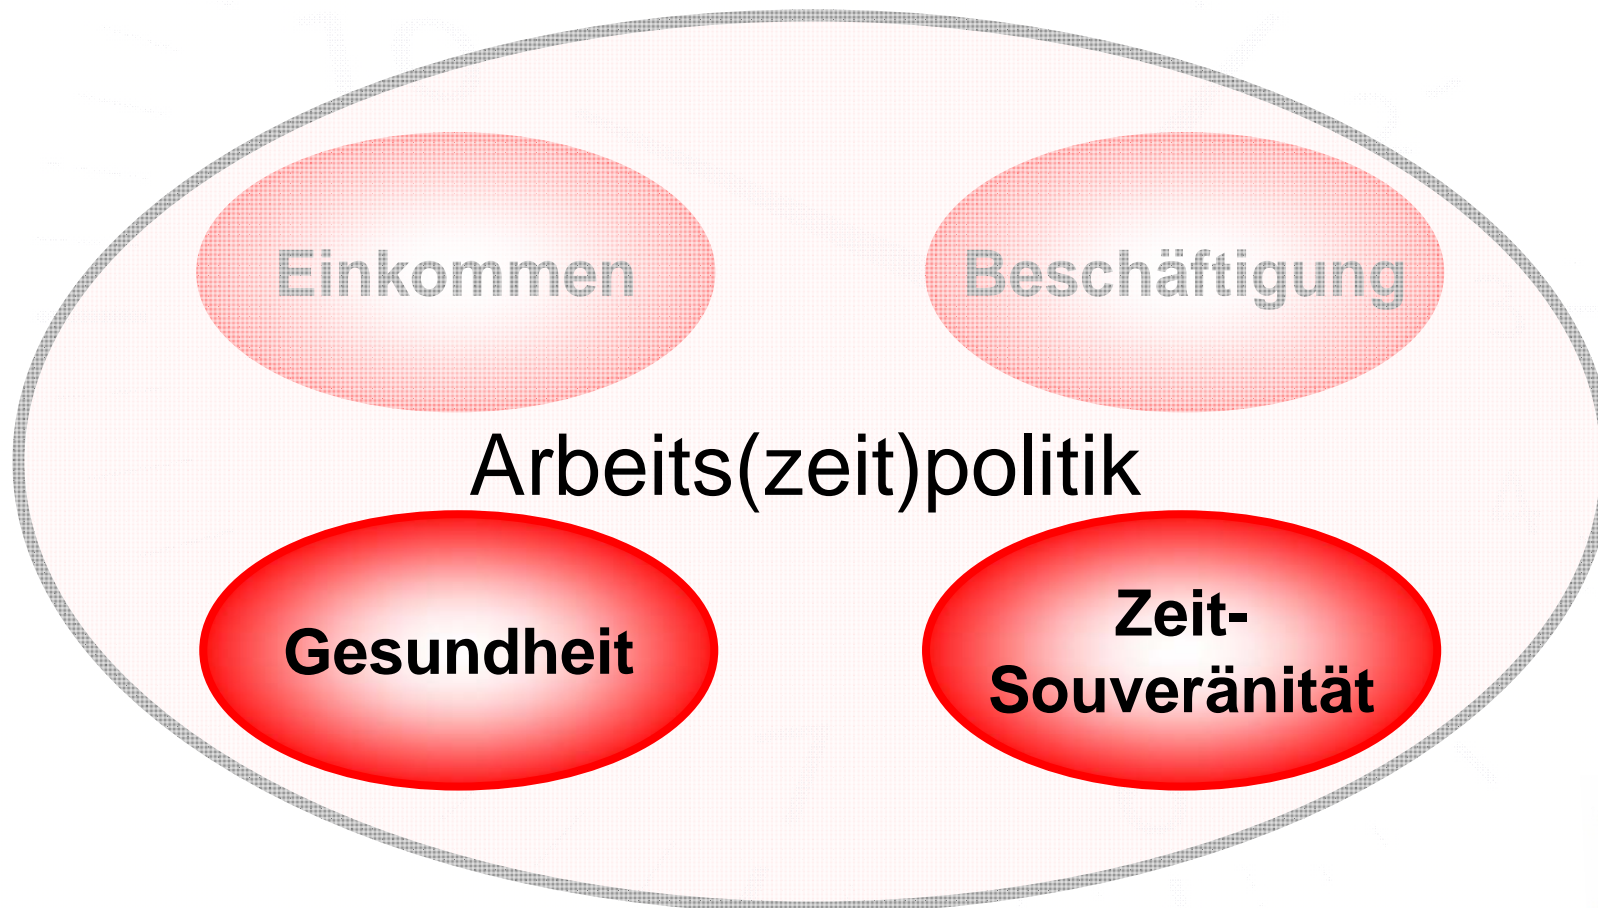 Einkommen
Beschäftigung
Arbeits(zeit)politik
Gesundheit
Zeit-
Souveränität